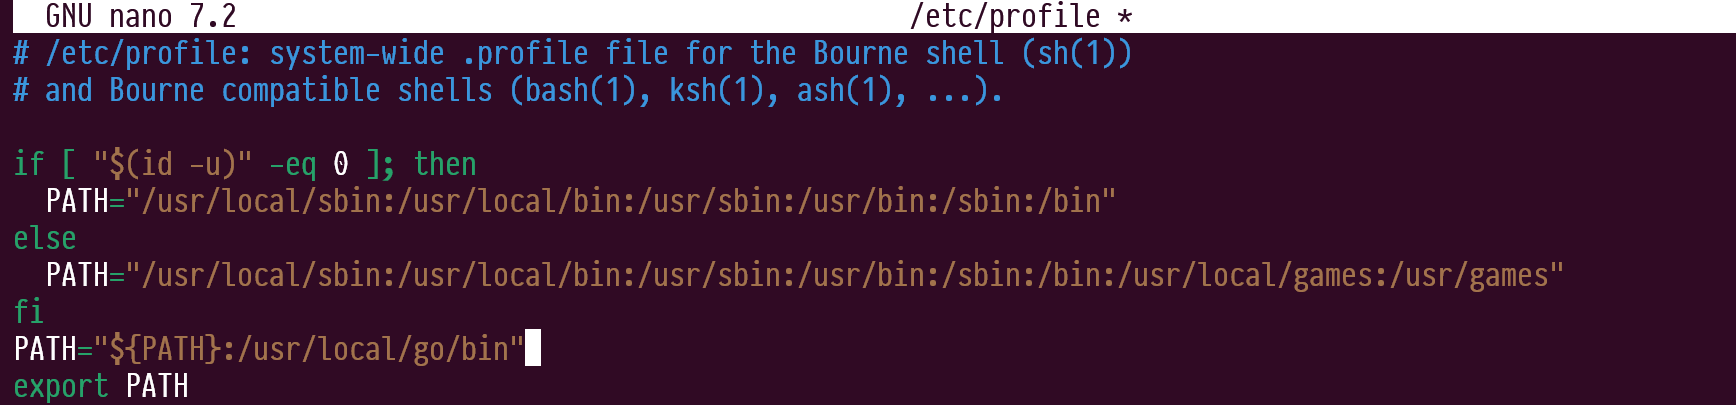 GNU nano 7.2 /etc/profile *
# /etc/profile: system-wide .profile file for the Bourne shell (sh(1))
# and Bourne compatible shells (bash(1), ksh(1), ash(1), ...).
if [ "$(id -u)" -eq 0 ]; then
  PATH="/usr/local/sbin:/usr/local/bin:/usr/sbin:/usr/bin:/sbin:/bin"
else
  PATH="/usr/local/sbin:/usr/local/bin:/usr/sbin:/usr/bin:/sbin:/bin:/usr/local/games:/usr/games"
fi
PATH="${PATH}:/usr/local/go/bin"
export PATH